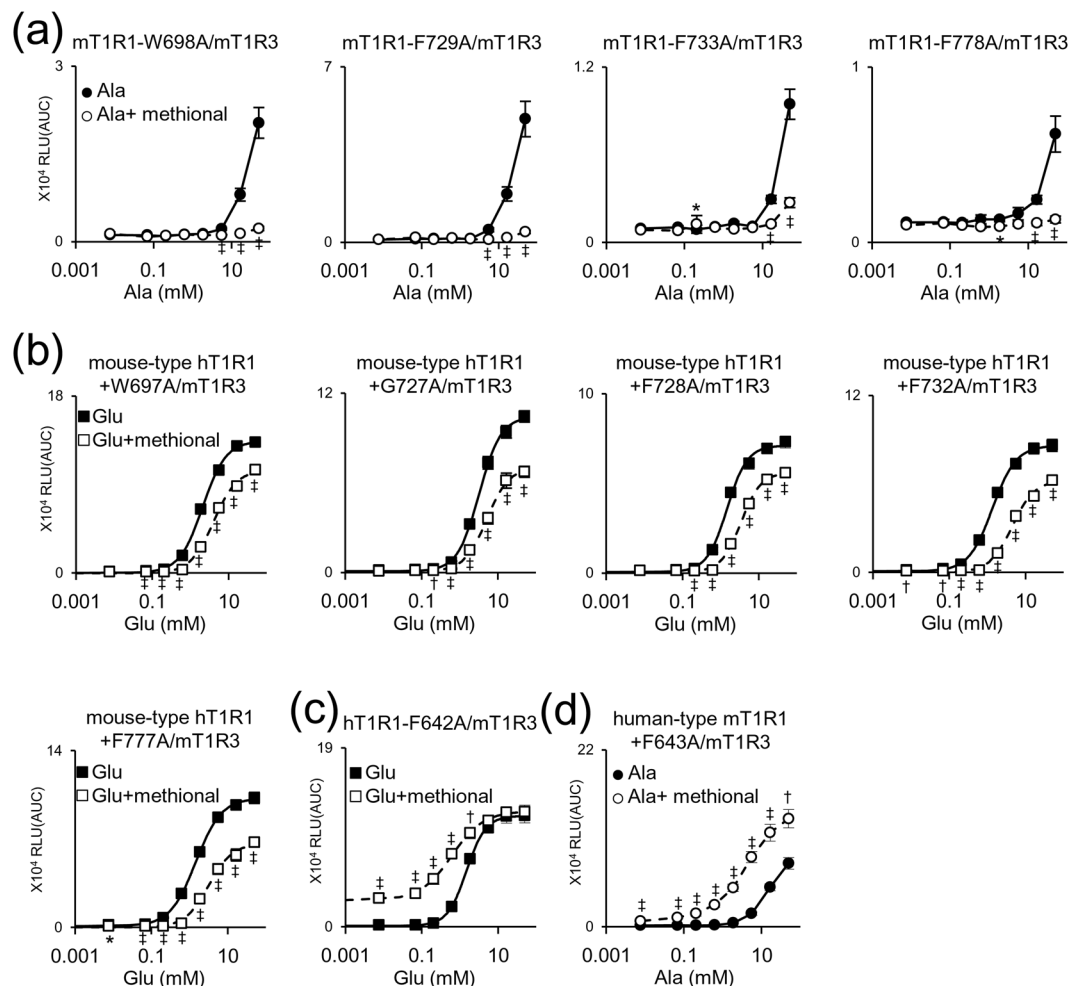 (a)
mT1R1-W698A/mT1R3
mT1R1-F729A/mT1R3
mT1R1-F733A/mT1R3
mT1R1-F778A/mT1R3
3
7
1.2
1
Ala
Ala+ methional
X10⁴ RLU(AUC)
*
‡ ‡ ‡
‡ ‡ ‡
‡ ‡
* ‡ ‡
0
0
0
0
0.001 0.1 10
0.001 0.1 10
0.001 0.1 10
0.001 0.1 10
Ala (mM)
Ala (mM)
Ala (mM)
Ala (mM)
(b)
mouse-type hT1R1
+W697A/mT1R3
mouse-type hT1R1
+G727A/mT1R3
mouse-type hT1R1
+F728A/mT1R3
mouse-type hT1R1
+F732A/mT1R3
18
12
10
12
Glu
Glu+methional
X10⁴ RLU(AUC)
‡ ‡ ‡ ‡ ‡ ‡ ‡
† ‡ ‡ ‡ ‡ ‡
‡ ‡ ‡ ‡ ‡ ‡
† † ‡ ‡ ‡ ‡ ‡ ‡
0
0
0
0
0.001 0.1 10
0.001 0.1 10
0.001 0.1 10
0.001 0.1 10
Glu (mM)
Glu (mM)
Glu (mM)
Glu (mM)
mouse-type hT1R1
+F777A/mT1R3
14
Glu
Glu+methional
X10⁴ RLU(AUC)
* ‡ ‡ ‡ ‡ ‡ ‡ ‡
0
0.001 0.1 10
Glu (mM)
(c)
hT1R1-F642A/mT1R3
19
Glu
Glu+methional
X10⁴ RLU(AUC)
‡ ‡ ‡ ‡ †
0
0.001 0.1 10
Glu (mM)
(d)
human-type mT1R1
+F643A/mT1R3
22
Ala
Ala+ methional
X10⁴ RLU(AUC)
‡ ‡ ‡ ‡ ‡ ‡ ‡ †
0
0.001 0.1 10
Ala (mM)